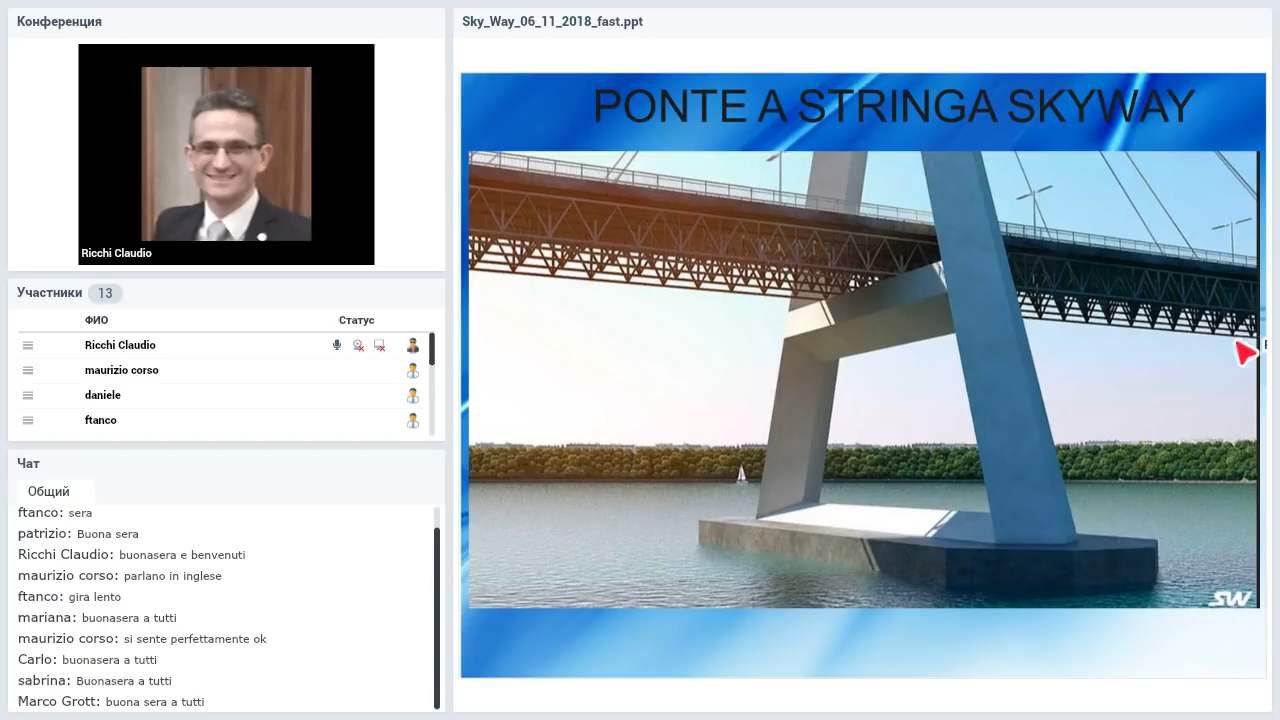 Конференция
Ricchi Claudio
Участники 13
ФИО Статус
Ricchi Claudio
maurizio corso
daniele
ftanco
Чат
Общий
ftanco: sera
patrizio: Buona sera
Ricchi Claudio: buonasera e benvenuti
maurizio corso: parlano in inglese
ftanco: gira lento
mariana: buonasera a tutti
maurizio corso: si sente perfettamente ok
Carlo: buonasera a tutti
sabrina: Buonasera a tutti
Marco Grott: buona sera a tutti
Sky_Way_06_11_2018_fast.ppt
PONTE A STRINGA SKYWAY
SW